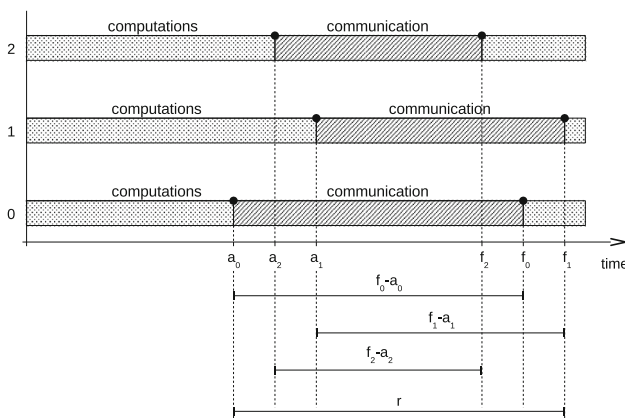 computations communication
2
computations communication
1
computations communication
0
a₀ a₂ a₁ f₂ f₀ f₁ time
f₀-a₀
f₁-a₁
f₂-a₂
r